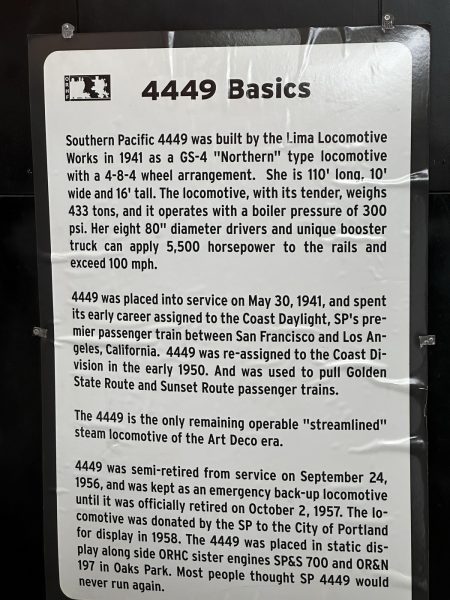 ORHF
4449 Basics
Southern Pacific 4449 was built by the Lima Locomotive
Works in 1941 as a GS-4 "Northern" type locomotive
with a 4-8-4 wheel arrangement. She is 110' long, 10'
wide and 16' tall. The locomotive, with its tender, weighs
433 tons, and it operates with a boiler pressure of 300
psi. Her eight 80" diameter drivers and unique booster
truck can apply 5,500 horsepower to the rails and
exceed 100 mph.
4449 was placed into service on May 30, 1941, and spent
its early career assigned to the Coast Daylight, SP's pre-
mier passenger train between San Francisco and Los An-
geles, California. 4449 was re-assigned to the Coast Di-
vision in the early 1950. And was used to pull Golden
State Route and Sunset Route passenger trains.
The 4449 is the only remaining operable "streamlined"
steam locomotive of the Art Deco era.
4449 was semi-retired from service on September 24,
1956, and was kept as an emergency back-up locomotive
until it was officially retired on October 2, 1957. The lo-
comotive was donated by the SP to the City of Portland
for display in 1958. The 4449 was placed in static dis-
play along side ORHC sister engines SP&S 700 and OR&N
197 in Oaks Park. Most people thought SP 4449 would
never run again.